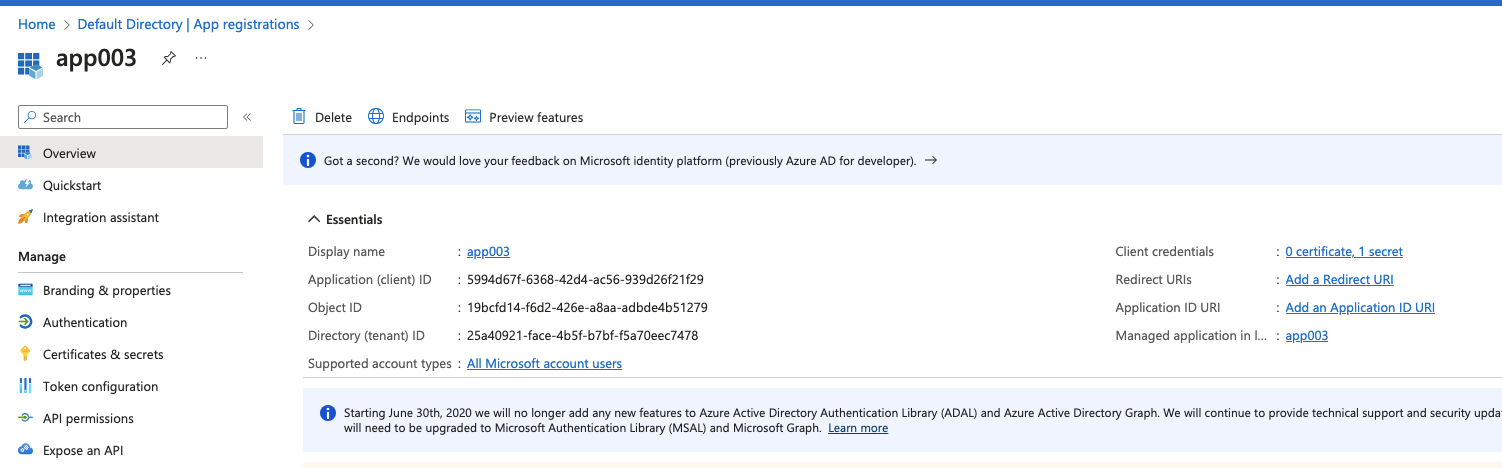 Home > Default Directory | App registrations >
app003
Search
Overview
Quickstart
Integration assistant
Manage
Branding & properties
Authentication
Certificates & secrets
Token configuration
API permissions
Expose an API
Delete Endpoints Preview features
Got a second? We would love your feedback on Microsoft identity platform (previously Azure AD for developer). →
Essentials
Display name : app003
Application (client) ID : 5994d67f-6368-42d4-ac56-939d26f21f29
Object ID : 19bcfd14-f6d2-426e-a8aa-adbde4b51279
Directory (tenant) ID : 25a40921-face-4b5f-b7bf-f5a70eec7478
Supported account types : All Microsoft account users
Client credentials : 0 certificate, 1 secret
Redirect URIs : Add a Redirect URI
Application ID URI : Add an Application ID URI
Managed application in l... : app003
Starting June 30th, 2020 we will no longer add any new features to Azure Active Directory Authentication Library (ADAL) and Azure Active Directory Graph. We will continue to provide technical support and security upda
will need to be upgraded to Microsoft Authentication Library (MSAL) and Microsoft Graph. Learn more